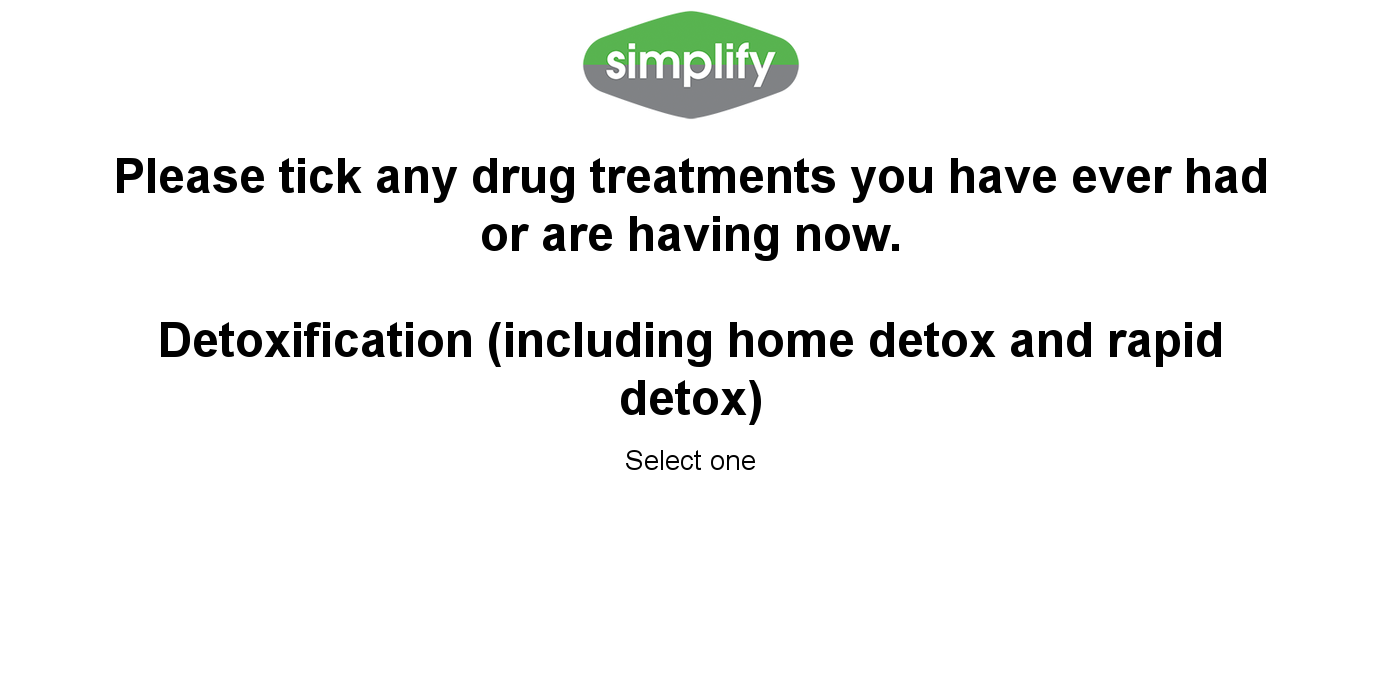 simplify
Please tick any drug treatments you have ever had
or are having now.
Detoxification (including home detox and rapid
detox)
Select one